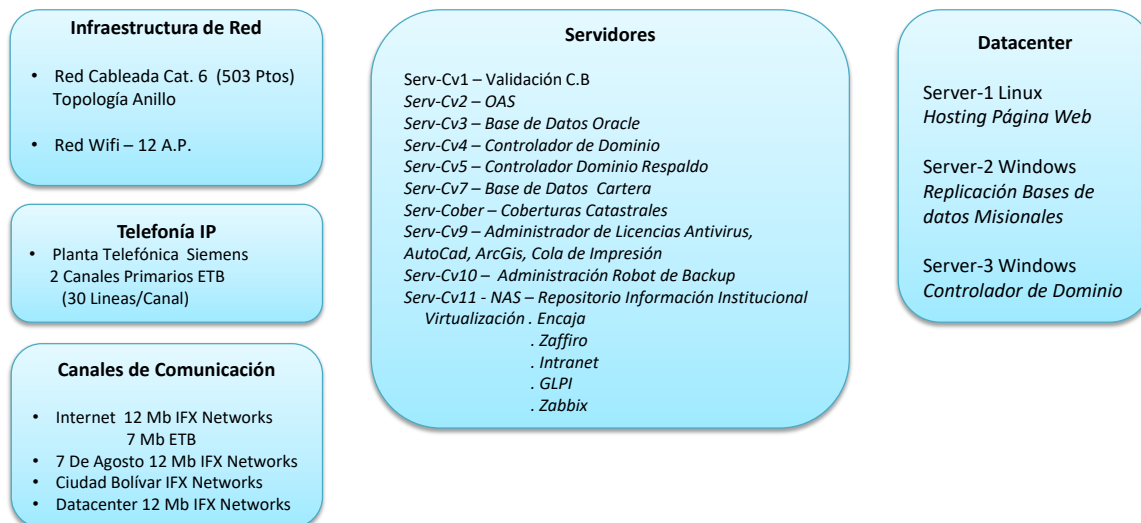 Infraestructura de Red
• Red Cableada Cat. 6 (503 Ptos)
Topología Anillo
• Red Wifi – 12 A.P.
Telefonía IP
• Planta Telefónica Siemens
2 Canales Primarios ETB
(30 Lineas/Canal)
Canales de Comunicación
• Internet 12 Mb IFX Networks
7 Mb ETB
• 7 De Agosto 12 Mb IFX Networks
• Ciudad Bolívar IFX Networks
• Datacenter 12 Mb IFX Networks
Servidores
Serv-Cv1 – Validación C.B
Serv-Cv2 – OAS
Serv-Cv3 – Base de Datos Oracle
Serv-Cv4 – Controlador de Dominio
Serv-Cv5 – Controlador Dominio Respaldo
Serv-Cv7 – Base de Datos Cartera
Serv-Cober – Coberturas Catastrales
Serv-Cv9 – Administrador de Licencias Antivirus,
AutoCad, ArcGis, Cola de Impresión
Serv-Cv10 – Administración Robot de Backup
Serv-Cv11 - NAS – Repositorio Información Institucional
Virtualización . Encaja
. Zaffiro
. Intranet
. GLPI
. Zabbix
Datacenter
Server-1 Linux
Hosting Página Web
Server-2 Windows
Replicación Bases de
datos Misionales
Server-3 Windows
Controlador de Dominio